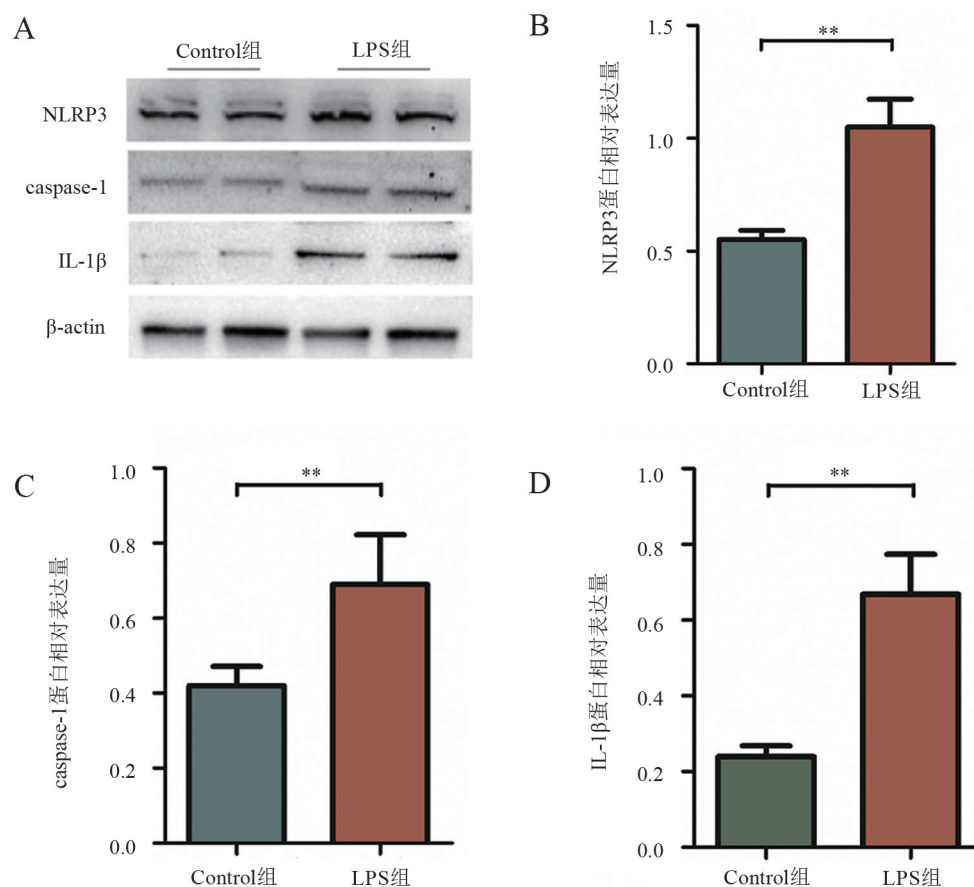 A
Control组
LPS组
NLRP3
caspase-1
IL-1β
β-actin
B
NLRP3蛋白相对表达量
1.5
1.0
0.5
0.0
**
Control组
LPS组
C
caspase-1蛋白相对表达量
1.0
0.8
0.6
0.4
0.2
0.0
**
Control组
LPS组
D
IL-1β蛋白相对表达量
1.0
0.8
0.6
0.4
0.2
0.0
**
Control组
LPS组